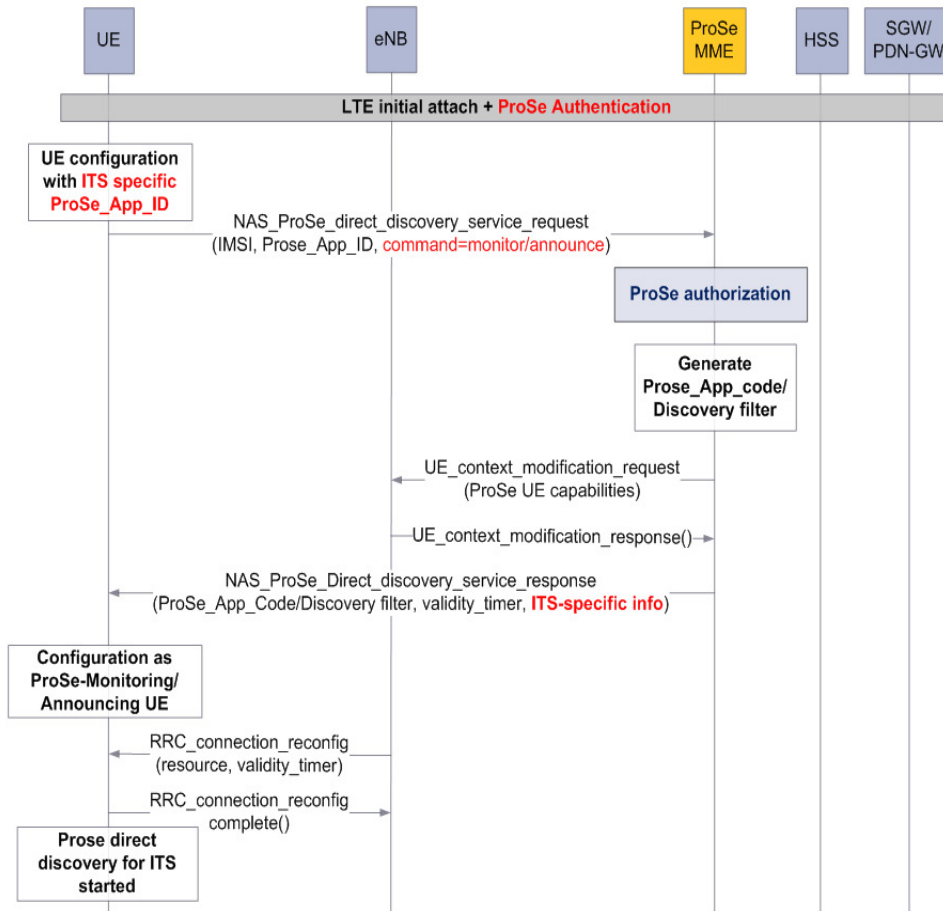 UE
eNB
ProSe
MME
HSS
SGW/
PDN-GW
LTE initial attach + ProSe Authentication
UE configuration
with ITS specific
ProSe_App_ID
NAS_ProSe_direct_discovery_service_request
(IMSI, Prose_App_ID, command=monitor/announce)
ProSe authorization
Generate
Prose_App_code/
Discovery filter
UE_context_modification_request
(ProSe UE capabilities)
UE_context_modification_response()
NAS_ProSe_Direct_discovery_service_response
(ProSe_App_Code/Discovery filter, validity_timer, ITS-specific info)
Configuration as
ProSe-Monitoring/
Announcing UE
RRC_connection_reconfig
(resource, validity_timer)
RRC_connection_reconfig
complete()
Prose direct
discovery for ITS
started